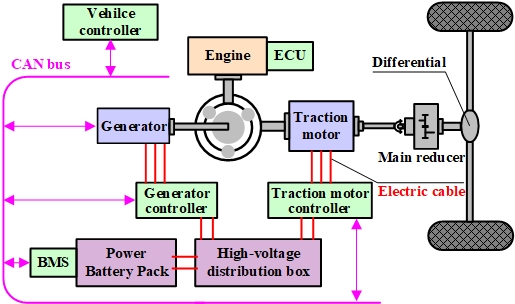 Vehilce
controller
CAN bus
Engine
ECU
Differential
Generator
Traction
motor
Main reducer
Electric cable
Generator
controller
Traction motor
controller
BMS
Power
Battery Pack
High-voltage
distribution box